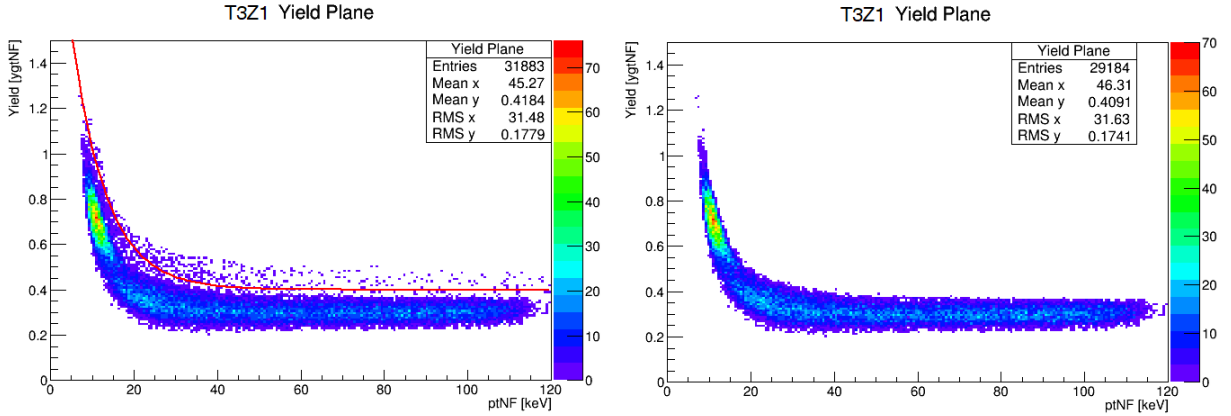 T3Z1 Yield Plane
Yield [ygtNF]
Yield Plane
Entries 31883
Mean x 45.27
Mean y 0.4184
RMS x 31.48
RMS y 0.1779
1.4
1.2
1
0.8
0.6
0.4
0.2
0
0 20 40 60 80 100 120
ptNF [keV]
70
60
50
40
30
20
10
0
T3Z1 Yield Plane
Yield [ygtNF]
Yield Plane
Entries 29184
Mean x 46.31
Mean y 0.4091
RMS x 31.63
RMS y 0.1741
1.4
1.2
1
0.8
0.6
0.4
0.2
0
0 20 40 60 80 100 120
ptNF [keV]
70
60
50
40
30
20
10
0